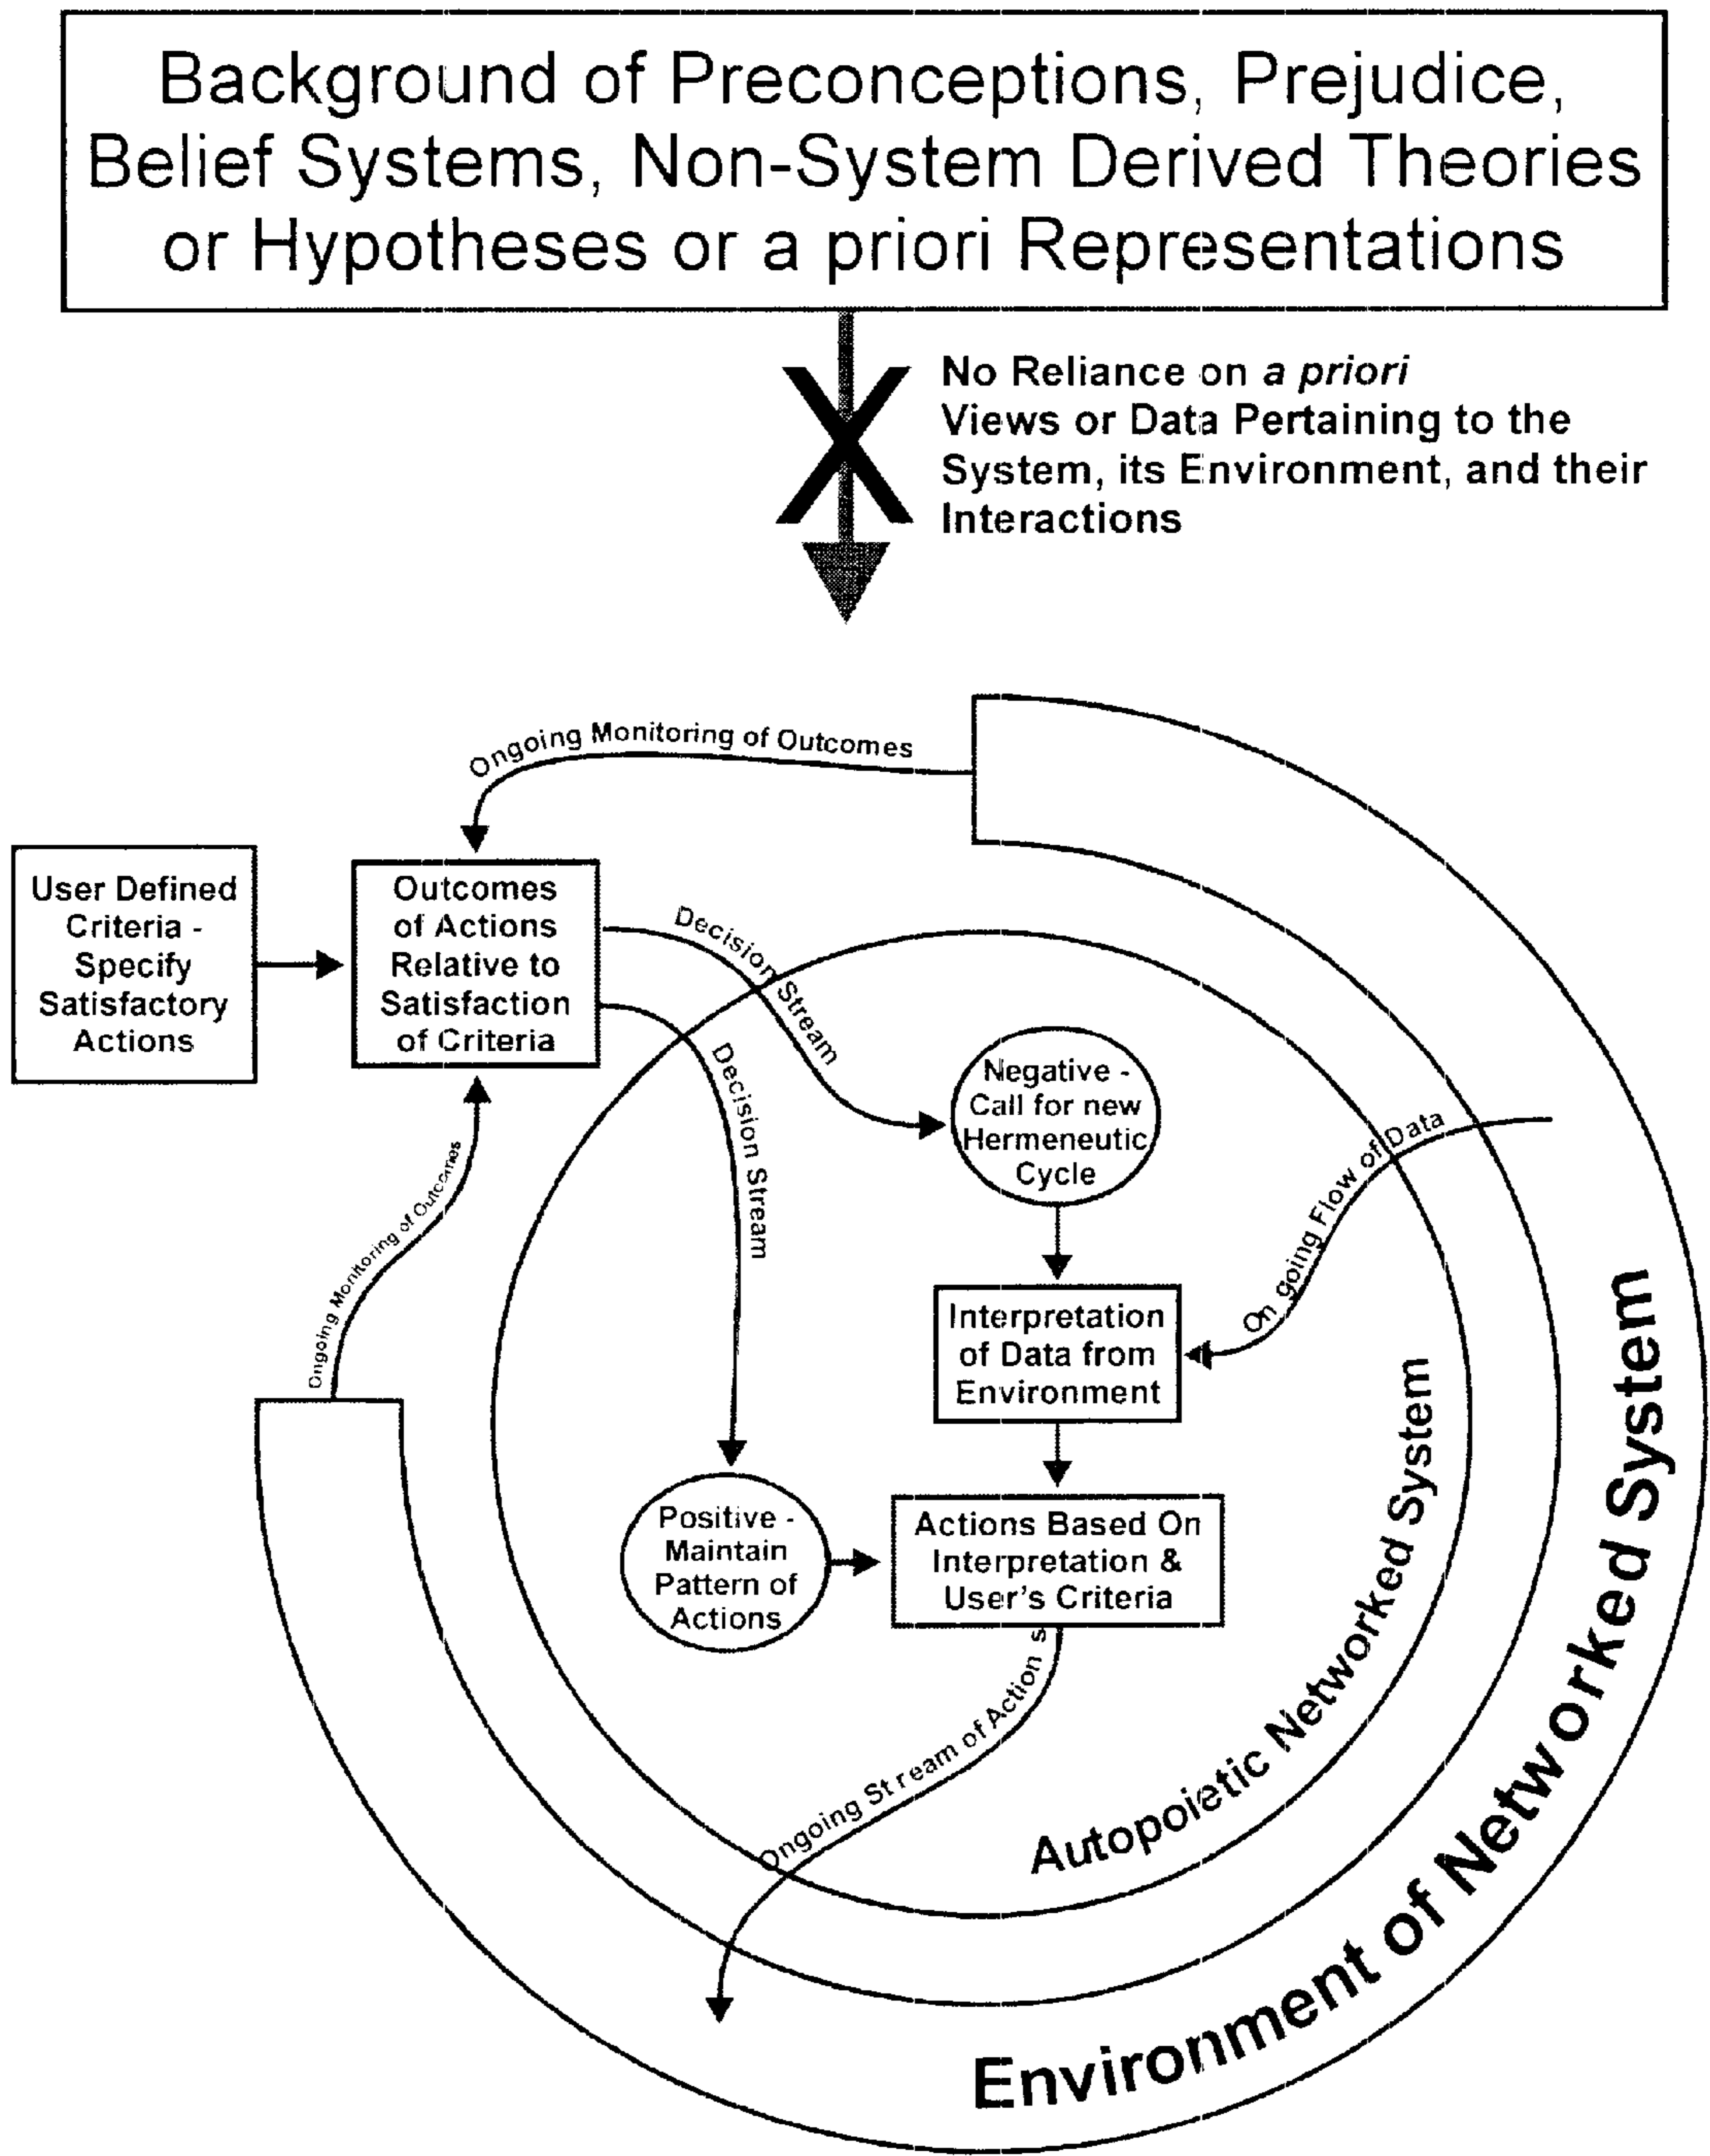 Background of Preconceptions, Prejudice,
Belief Systems, Non-System Derived Theories
or Hypotheses or a priori Representations
No Reliance on a priori
Views or Data Pertaining to the
System, its Environment, and their
Interactions
Ongoing Monitoring of Outcomes
User Defined
Criteria -
Specify
Satisfactory
Actions
Outcomes
of Actions
Relative to
Satisfaction
of Criteria
Decision Stream
Decision Stream
Negative -
Call for new
Hermeneutic
Cycle
On going Flow of Data
Ongoing Monitoring of Outcomes
Interpretation
of Data from
Environment
Positive -
Maintain
Pattern of
Actions
Actions Based On
Interpretation &
User's Criteria
Ongoing Stream of Action s
Autopoietic Networked System
Environment of Networked System